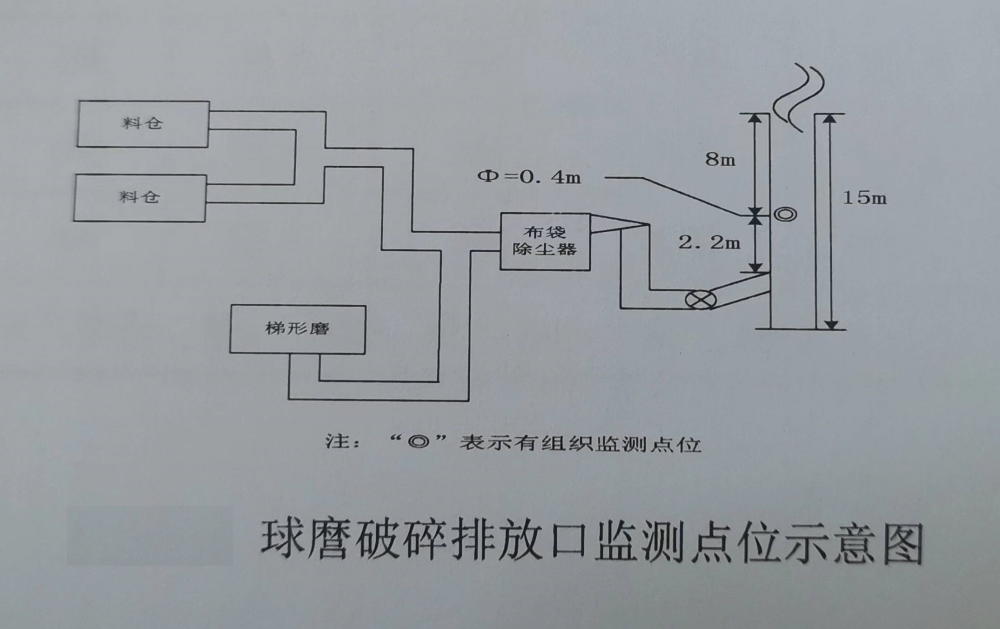 料仓
料仓
Φ=0.4m
8m
15m
2.2m
布袋
除尘器
梯形磨
注：“◎”表示有组织监测点位
球磨破碎排放口监测点位示意图